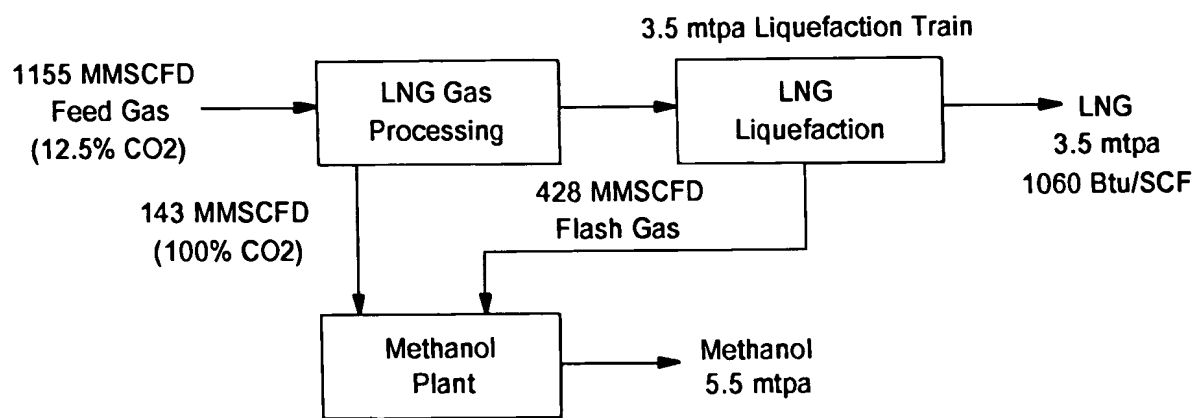 3.5 mtpa Liquefaction Train
1155 MMSCFD
Feed Gas
(12.5% CO2)
LNG Gas
Processing
LNG
Liquefaction
LNG
3.5 mtpa
1060 Btu/SCF
143 MMSCFD
(100% CO2)
428 MMSCFD
Flash Gas
Methanol
Plant
Methanol
5.5 mtpa